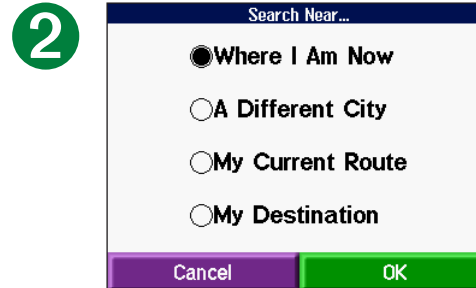 2
Search Near...
Where I Am Now
A Different City
My Current Route
My Destination
Cancel OK